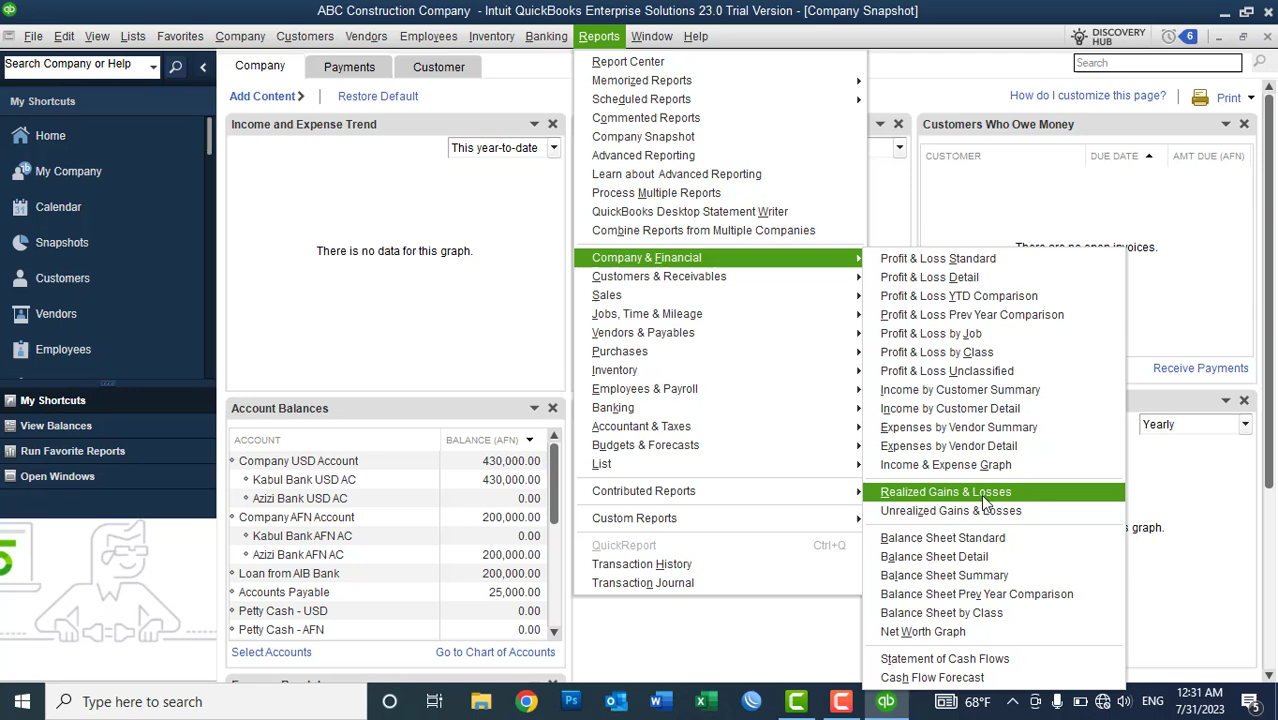 ABC Construction Company - Intuit QuickBooks Enterprise Solutions 23.0 Trial Version - [Company Snapshot]
File Edit View Lists Favorites Company Customers Vendors Employees Inventory Banking Reports Window Help
DISCOVERY HUB 6
Search Company or Help
Company Payments Customer
Search
Add Content Restore Default
How do I customize this page? Print
My Shortcuts
Home
My Company
Calendar
Snapshots
Customers
Vendors
Employees
My Shortcuts
View Balances
Run Favorite Reports
Open Windows
Income and Expense Trend
This year-to-date
There is no data for this graph.
Account Balances
ACCOUNT BALANCE (AFN)
Company USD Account 430,000.00
Kabul Bank USD AC 430,000.00
Azizi Bank USD AC 0.00
Company AFN Account 200,000.00
Kabul Bank AFN AC 0.00
Azizi Bank AFN AC 200,000.00
Loan from AIB Bank 200,000.00
Accounts Payable 25,000.00
Petty Cash - USD 0.00
Petty Cash - AFN 0.00
Select Accounts Go to Chart of Accounts
Report Center
Memorized Reports
Scheduled Reports
Commented Reports
Company Snapshot
Advanced Reporting
Learn about Advanced Reporting
Process Multiple Reports
QuickBooks Desktop Statement Writer
Combine Reports from Multiple Companies
Company & Financial
Customers & Receivables
Sales
Jobs, Time & Mileage
Vendors & Payables
Purchases
Inventory
Employees & Payroll
Banking
Accountant & Taxes
Budgets & Forecasts
List
Contributed Reports
Custom Reports
QuickReport Ctrl+Q
Transaction History
Transaction Journal
Profit & Loss Standard
Profit & Loss Detail
Profit & Loss YTD Comparison
Profit & Loss Prev Year Comparison
Profit & Loss by Job
Profit & Loss by Class
Profit & Loss Unclassified
Income by Customer Summary
Income by Customer Detail
Expenses by Vendor Summary
Expenses by Vendor Detail
Income & Expense Graph
Realized Gains & Losses
Unrealized Gains & Losses
Balance Sheet Standard
Balance Sheet Detail
Balance Sheet Summary
Balance Sheet Prev Year Comparison
Balance Sheet by Class
Net Worth Graph
Statement of Cash Flows
Cash Flow Forecast
Customers Who Owe Money
CUSTOMER DUE DATE AMT DUE (AFN)
There are no open invoices.
Receive Payments
Yearly
graph.
Type here to search
68°F ENG 12:31 AM
7/31/2023 5